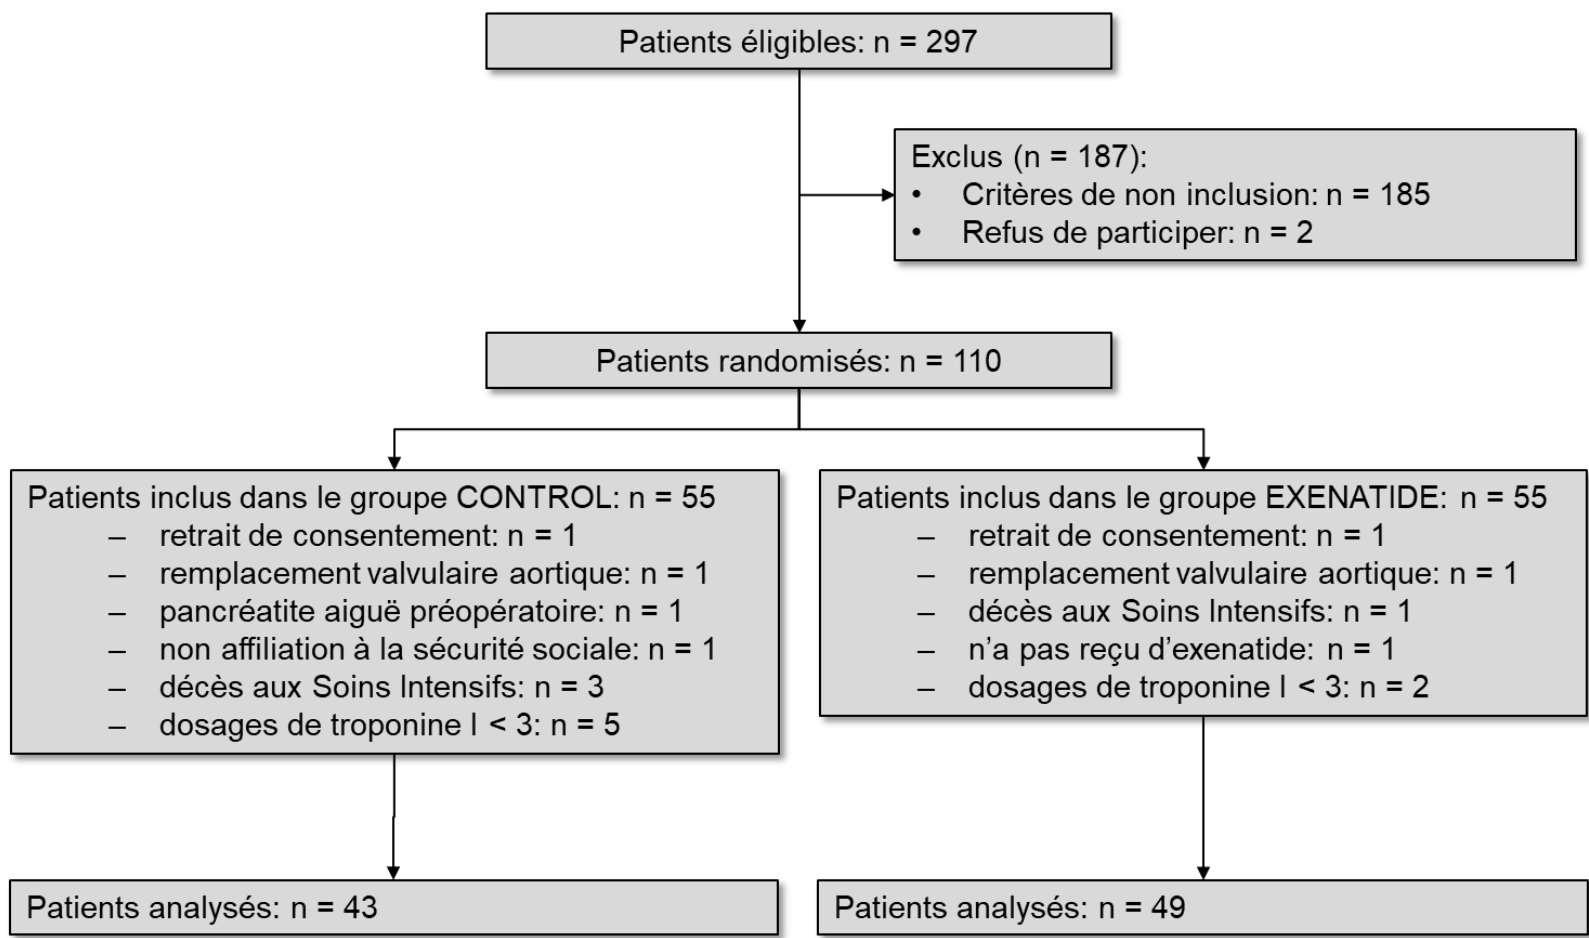 Patients éligibles: n = 297
Exclus (n = 187):
• Critères de non inclusion: n = 185
• Refus de participer: n = 2
Patients randomisés: n = 110
Patients inclus dans le groupe CONTROL: n = 55
– retrait de consentement: n = 1
– remplacement valvulaire aortique: n = 1
– pancréatite aiguë préopératoire: n = 1
– non affiliation à la sécurité sociale: n = 1
– décès aux Soins Intensifs: n = 3
– dosages de troponine I < 3: n = 5
Patients inclus dans le groupe EXENATIDE: n = 55
– retrait de consentement: n = 1
– remplacement valvulaire aortique: n = 1
– décès aux Soins Intensifs: n = 1
– n’a pas reçu d’exenatide: n = 1
– dosages de troponine I < 3: n = 2
Patients analysés: n = 43
Patients analysés: n = 49